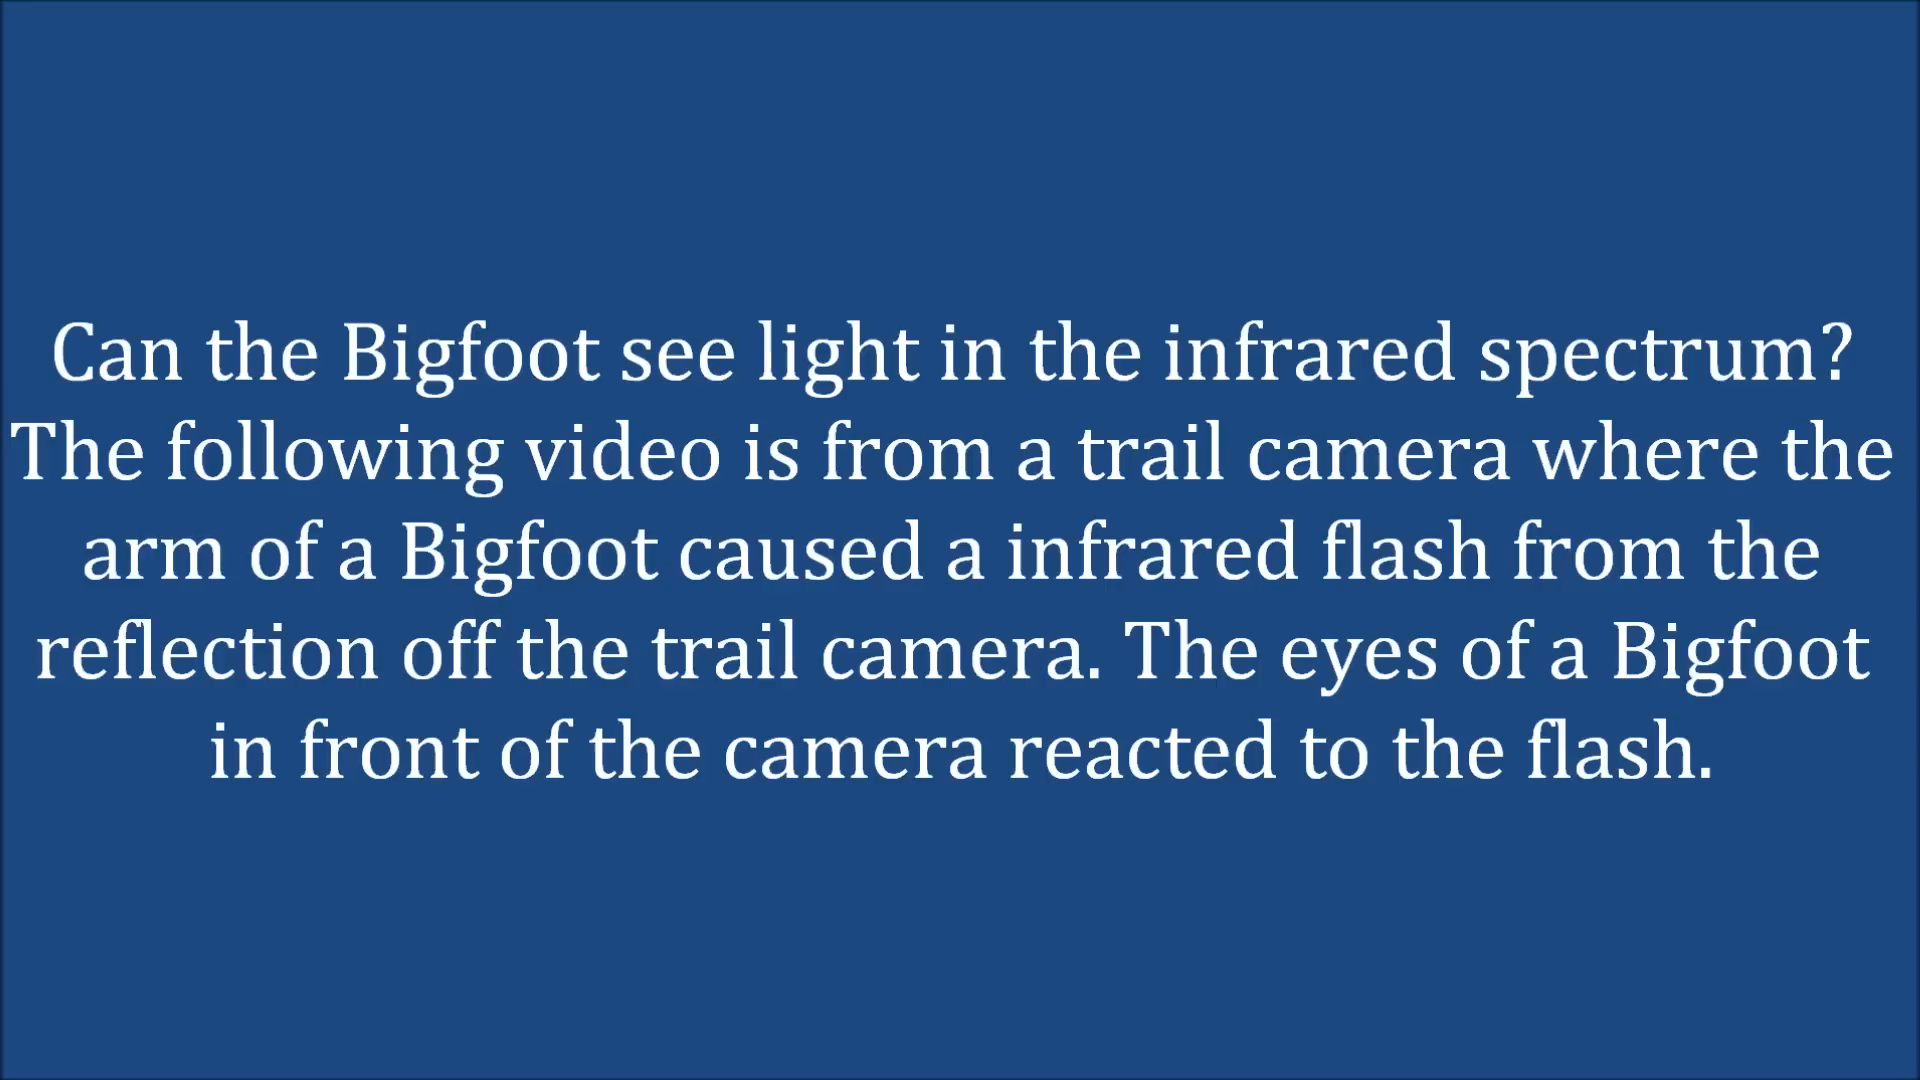 Can the Bigfoot see light in the infrared spectrum?
The following video is from a trail camera where the
arm of a Bigfoot caused a infrared flash from the
reflection off the trail camera. The eyes of a Bigfoot
in front of the camera reacted to the flash.